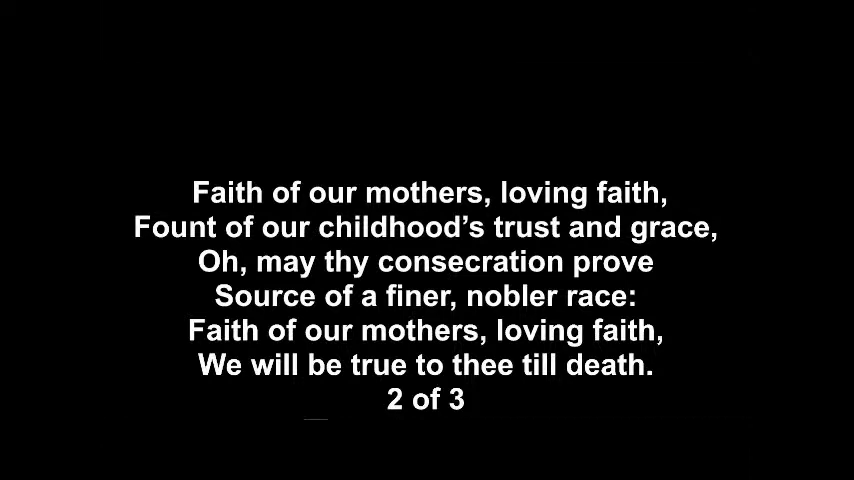 Faith of our mothers, loving faith,
Fount of our childhood’s trust and grace,
Oh, may thy consecration prove
Source of a finer, nobler race:
Faith of our mothers, loving faith,
We will be true to thee till death.
2 of 3